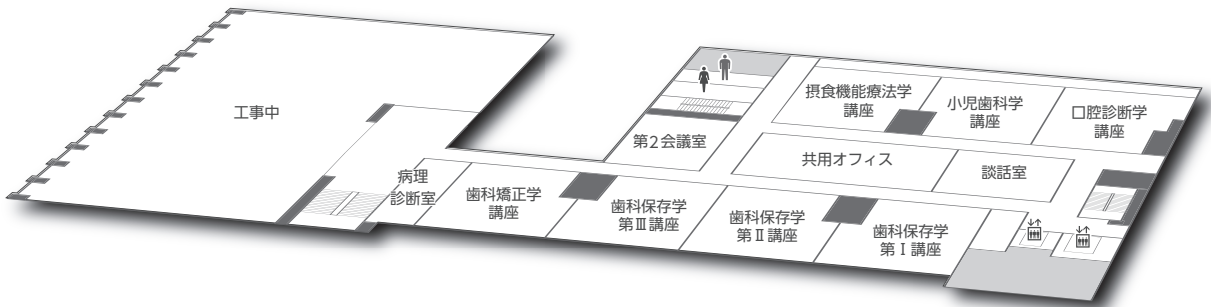 工事中
病理
診断室
歯科矯正学
講座
歯科保存学
第Ⅲ講座
歯科保存学
第Ⅱ講座
歯科保存学
第Ⅰ講座
第2会議室
共用オフィス
談話室
摂食機能療法学
講座
小児歯科学
講座
口腔診断学
講座